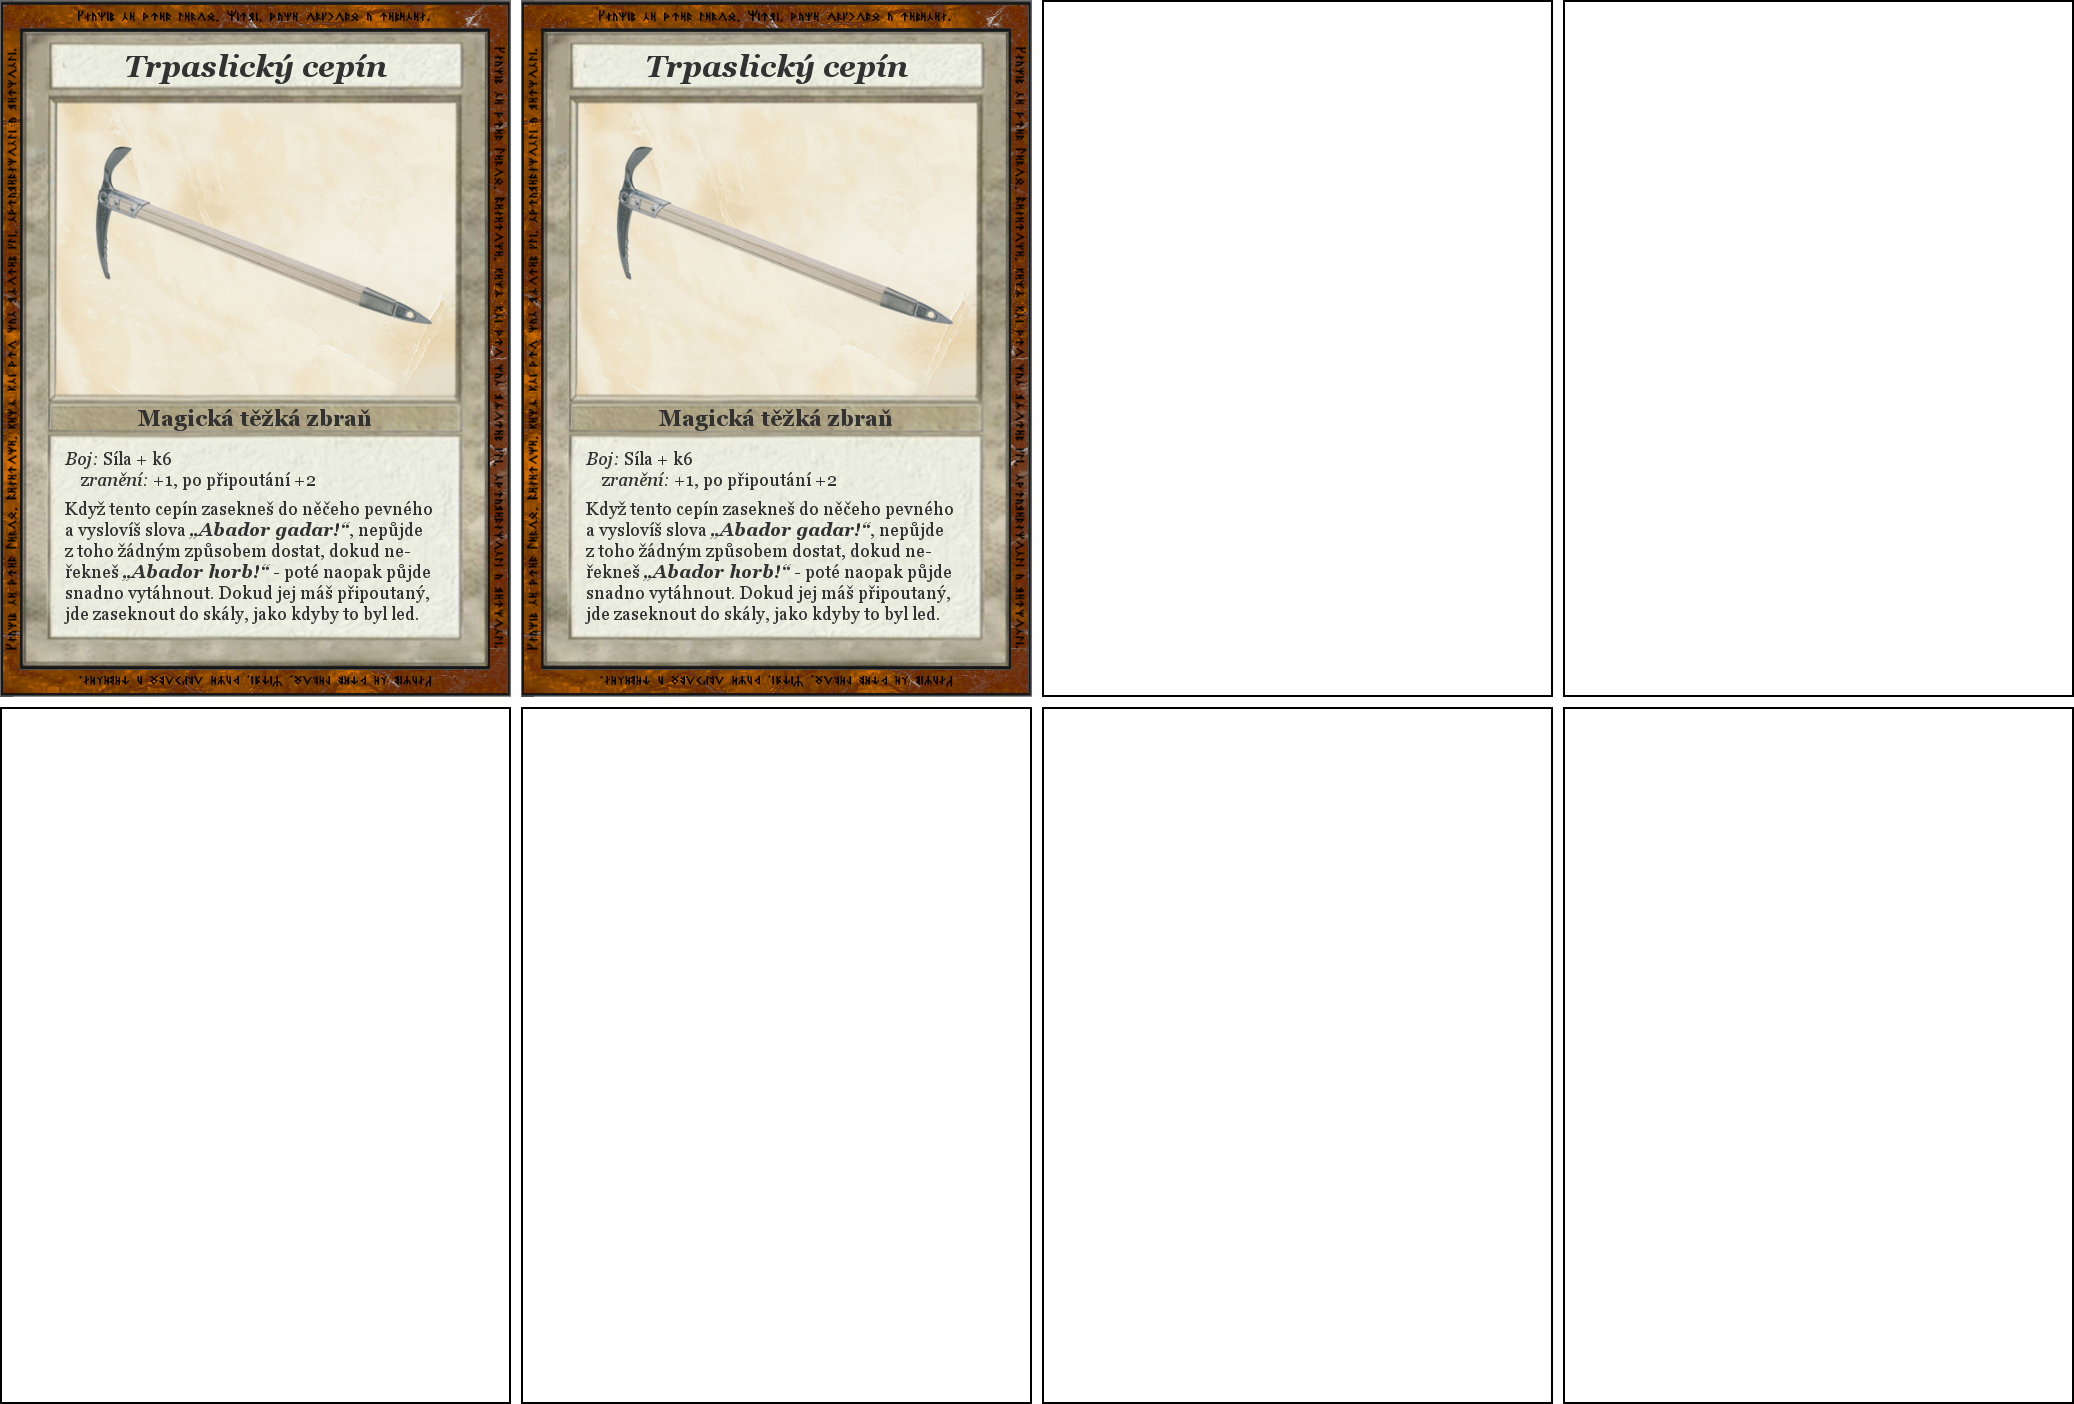 Trpaslický cepín
Magická těžká zbraň
Boj: Síla + k6
zranění: +1, po připoutání +2
Když tento cepín zasekneš do něčeho pevného
a vyslovíš slova „Abador gadar!“, nepůjde
z toho žádným způsobem dostat, dokud ne-
řekneš „Abador horb!“ - poté naopak půjde
snadno vytáhnout. Dokud jej máš připoutaný,
jde zaseknout do skály, jako kdyby to byl led.
Trpaslický cepín
Magická těžká zbraň
Boj: Síla + k6
zranění: +1, po připoutání +2
Když tento cepín zasekneš do něčeho pevného
a vyslovíš slova „Abador gadar!“, nepůjde
z toho žádným způsobem dostat, dokud ne-
řekneš „Abador horb!“ - poté naopak půjde
snadno vytáhnout. Dokud jej máš připoutaný,
jde zaseknout do skály, jako kdyby to byl led.